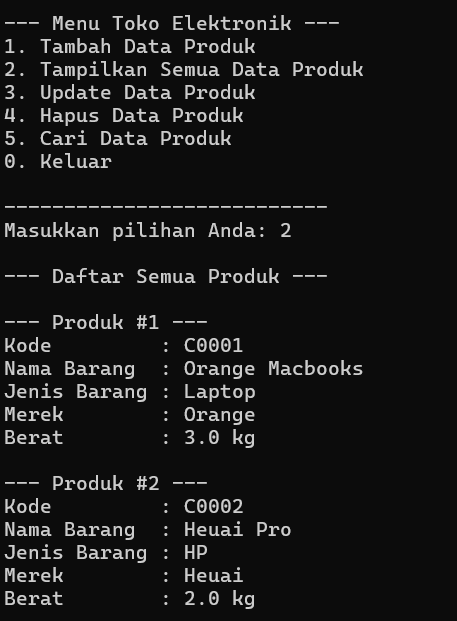 --- Menu Toko Elektronik ---
1. Tambah Data Produk
2. Tampilkan Semua Data Produk
3. Update Data Produk
4. Hapus Data Produk
5. Cari Data Produk
0. Keluar
---------------------------
Masukkan pilihan Anda: 2
--- Daftar Semua Produk ---
--- Produk #1 ---
Kode         : C0001
Nama Barang  : Orange Macbooks
Jenis Barang : Laptop
Merek        : Orange
Berat        : 3.0 kg
--- Produk #2 ---
Kode         : C0002
Nama Barang  : Heuai Pro
Jenis Barang : HP
Merek        : Heuai
Berat        : 2.0 kg